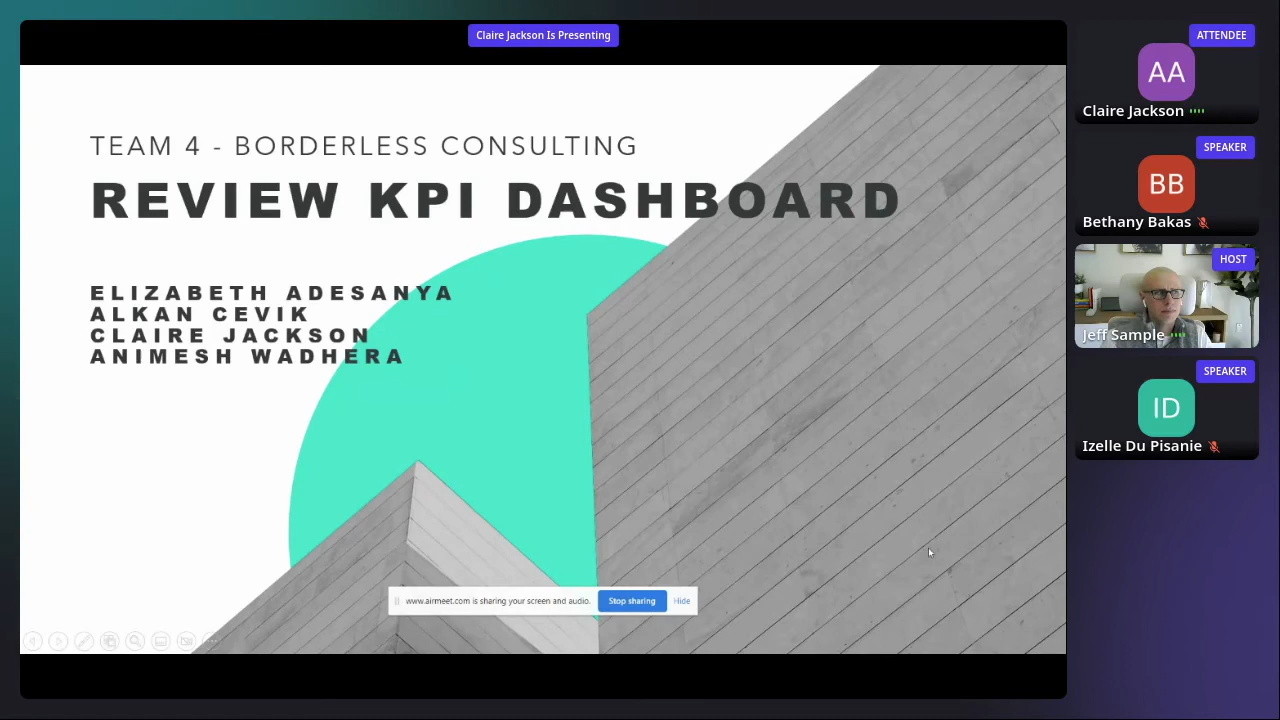 Claire Jackson Is Presenting
TEAM 4 - BORDERLESS CONSULTING
REVIEW KPI DASHBOARD
ELIZABETH ADESANYA
ALKAN CEVIK
CLAIRE JACKSON
ANIMESH WADHERA
www.airmeet.com is sharing your screen and audio.
Stop sharing
Hide
ATTENDEE
AA
Claire Jackson
SPEAKER
BB
Bethany Bakas
HOST
Jeff Sample
SPEAKER
ID
Izelle Du Pisanie